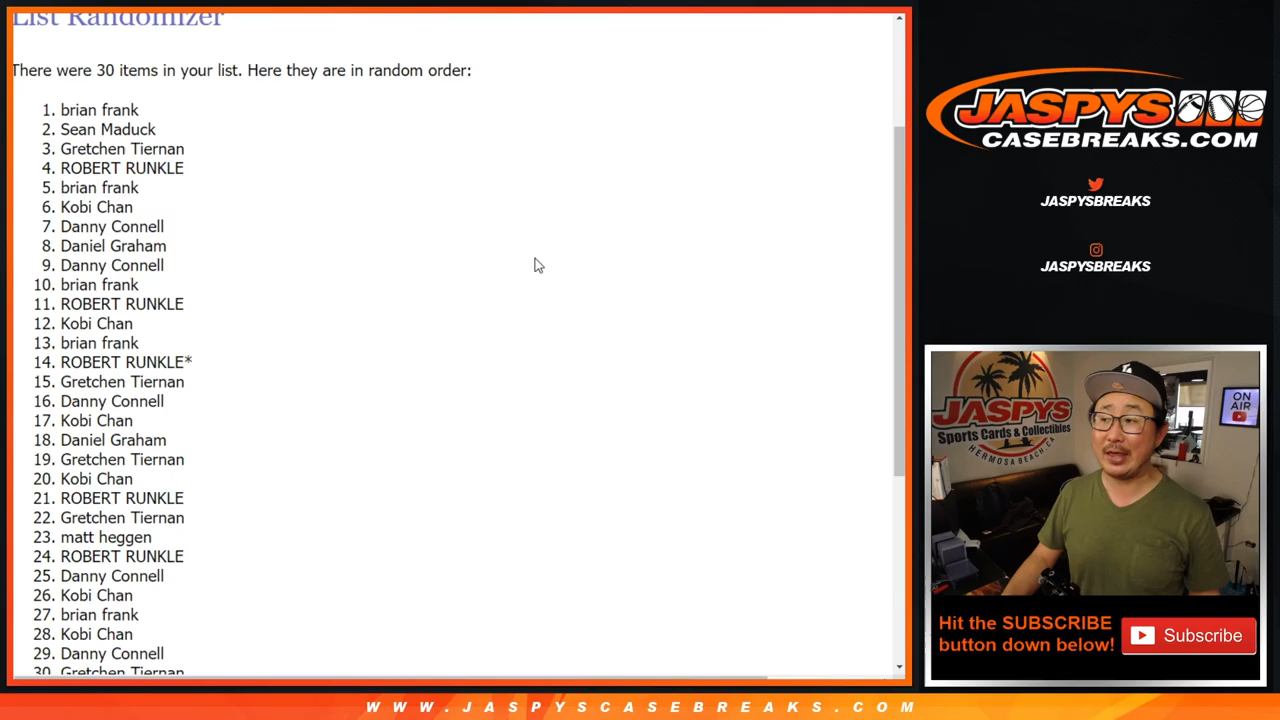 List Randomizer
There were 30 items in your list. Here they are in random order:
1. brian frank
2. Sean Maduck
3. Gretchen Tiernan
4. ROBERT RUNKLE
5. brian frank
6. Kobi Chan
7. Danny Connell
8. Daniel Graham
9. Danny Connell
10. brian frank
11. ROBERT RUNKLE
12. Kobi Chan
13. brian frank
14. ROBERT RUNKLE*
15. Gretchen Tiernan
16. Danny Connell
17. Kobi Chan
18. Daniel Graham
19. Gretchen Tiernan
20. Kobi Chan
21. ROBERT RUNKLE
22. Gretchen Tiernan
23. matt heggen
24. ROBERT RUNKLE
25. Danny Connell
26. Kobi Chan
27. brian frank
28. Kobi Chan
29. Danny Connell
30. Gretchen Tiernan
JASPYS
CASEBREAKS.COM
JASPYSBREAKS
JASPYSBREAKS
JASPYS
Sports Cards & Collectibles
HERMOSA BEACH, CA
ON
AIR
Hit the SUBSCRIBE
button down below!
Subscribe
WWW.JASPYSCASEBREAKS.COM